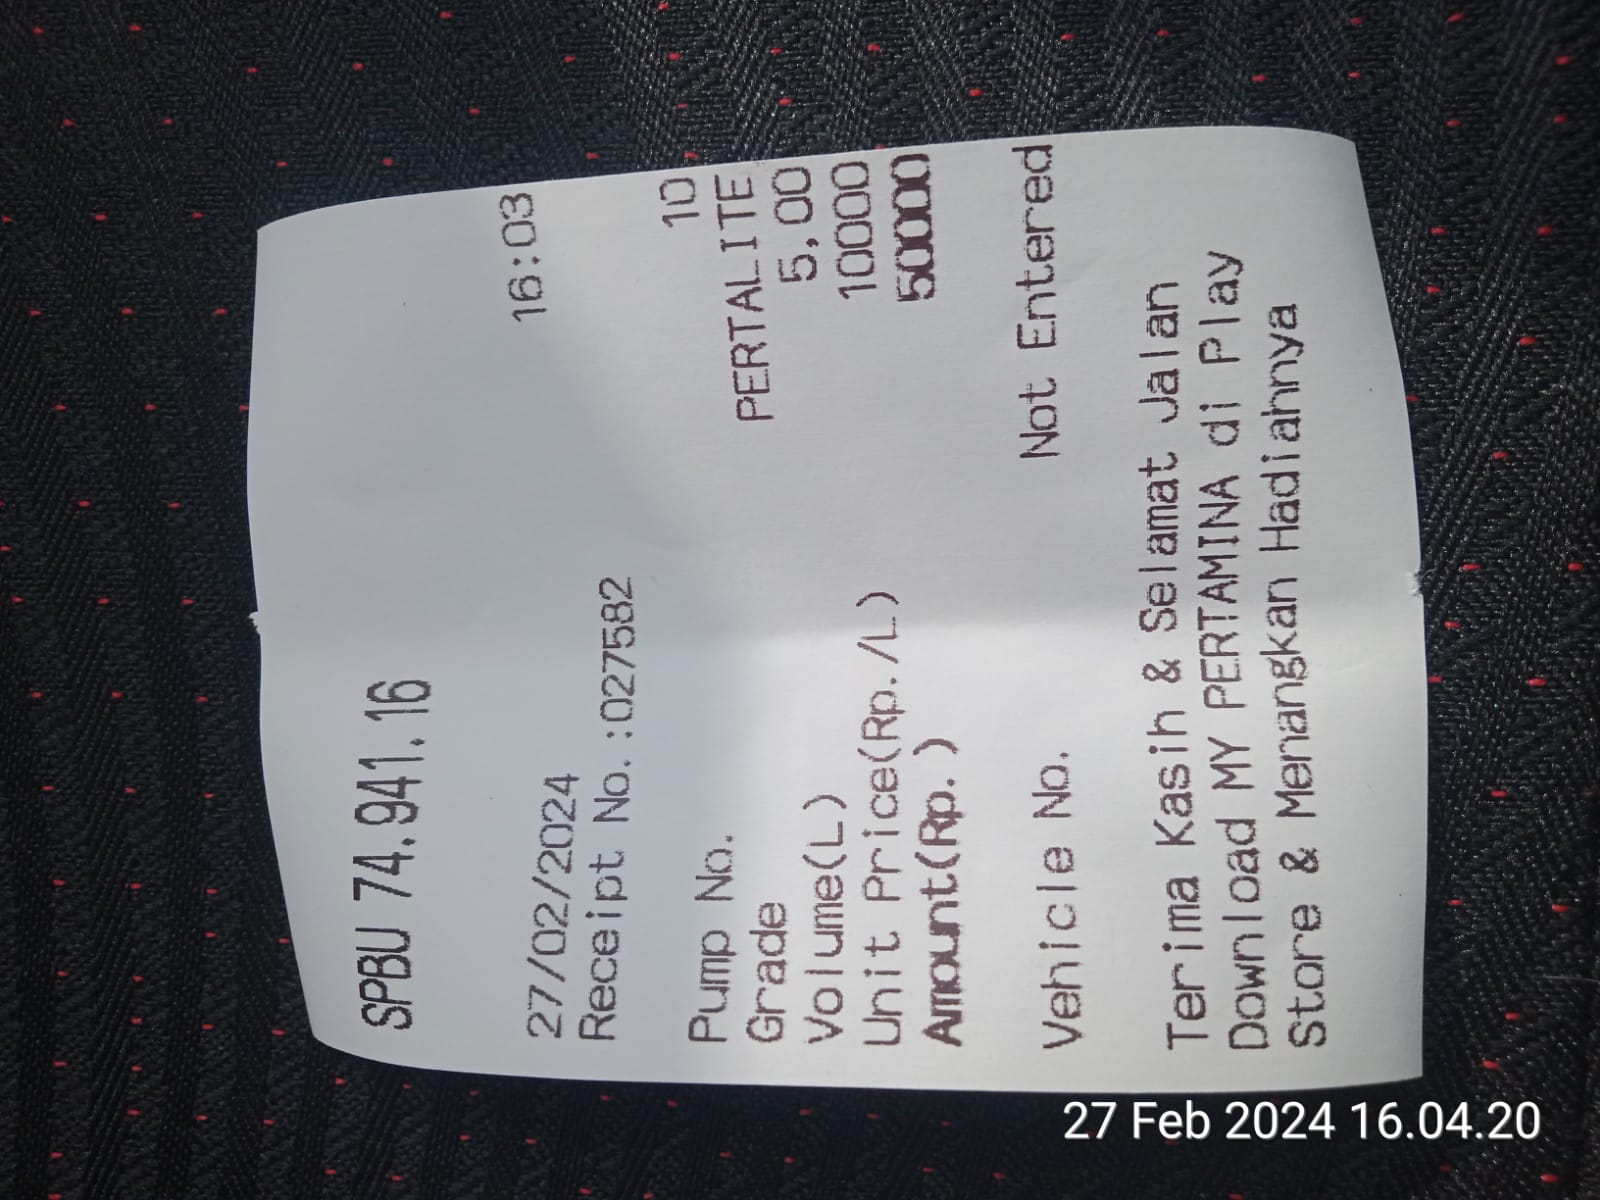 SPBU 74.941.16
27/02/2024 16:03
Receipt No. :027582
Pump No. 10
Grade PERTALITE
Volume(L) 5,00
Unit Price(Rp./L) 10000
Amount(Rp.) 50000
Vehicle No. Not Entered
Terima Kasih & Selamat Jalan
Download MY PERTAMINA di Play
Store & Menangkan Hadiahnya
27 Feb 2024 16.04.20